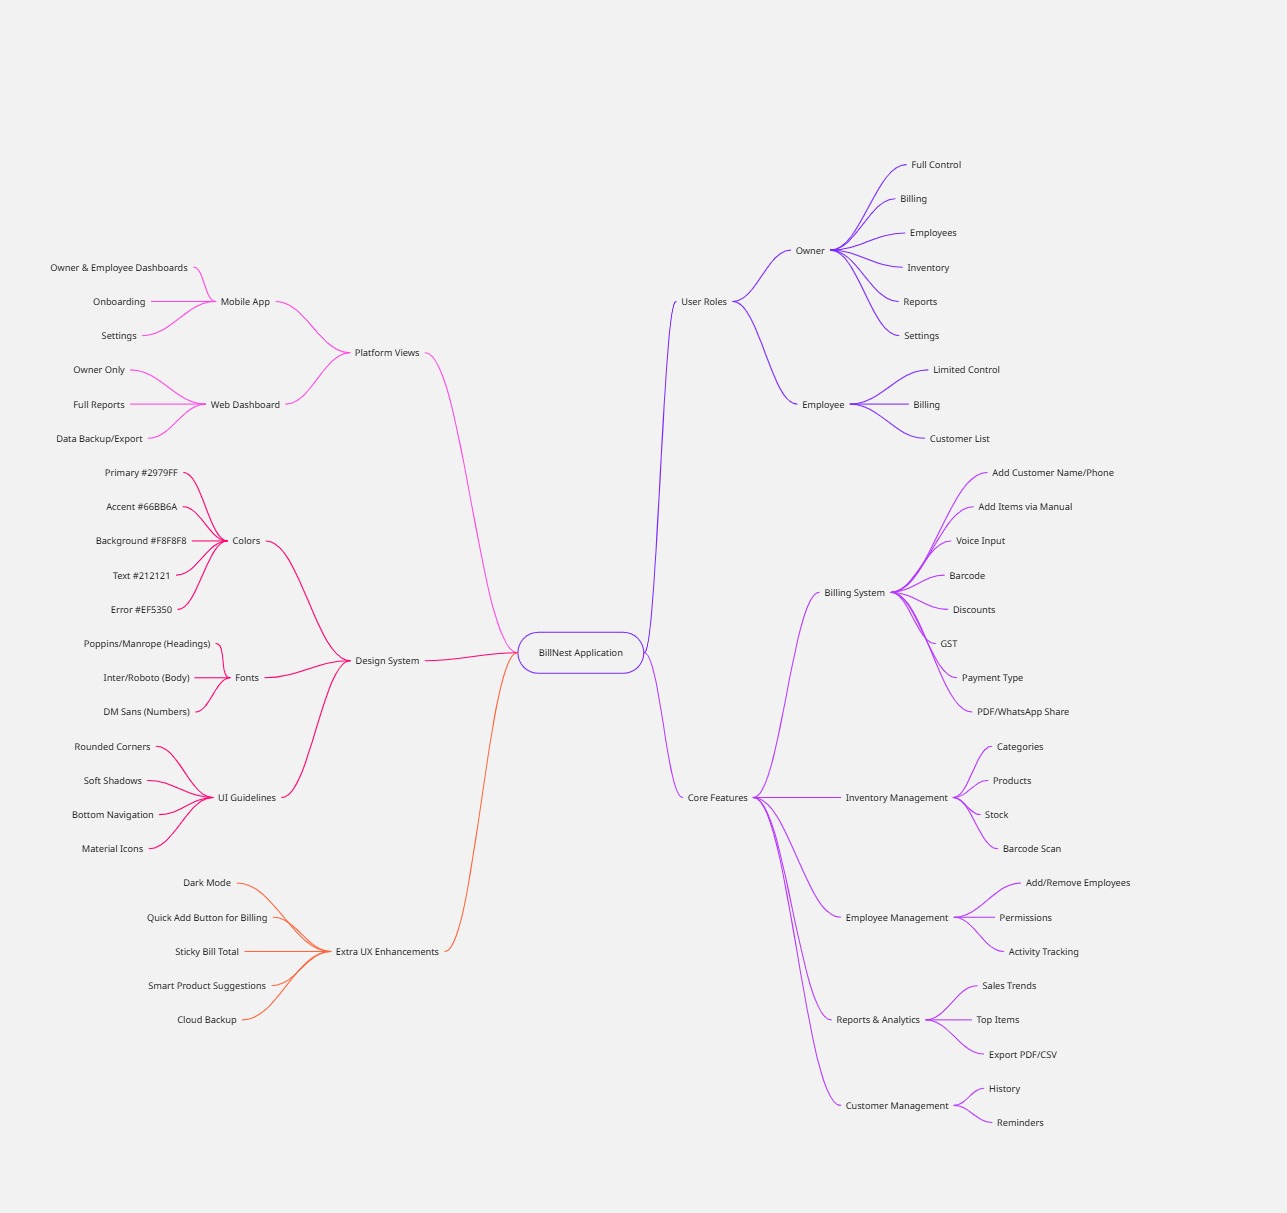 BillNest Application
User Roles
Owner
Full Control
Billing
Employees
Inventory
Reports
Settings
Employee
Limited Control
Billing
Customer List
Core Features
Billing System
Add Customer Name/Phone
Add Items via Manual
Voice Input
Barcode
Discounts
GST
Payment Type
PDF/WhatsApp Share
Inventory Management
Categories
Products
Stock
Barcode Scan
Employee Management
Add/Remove Employees
Permissions
Activity Tracking
Reports & Analytics
Sales Trends
Top Items
Export PDF/CSV
Customer Management
History
Reminders
Platform Views
Mobile App
Owner & Employee Dashboards
Onboarding
Settings
Web Dashboard
Owner Only
Full Reports
Data Backup/Export
Design System
Colors
Primary #2979FF
Accent #66BB6A
Background #F8F8F8
Text #212121
Error #EF5350
Fonts
Poppins/Manrope (Headings)
Inter/Roboto (Body)
DM Sans (Numbers)
UI Guidelines
Rounded Corners
Soft Shadows
Bottom Navigation
Material Icons
Extra UX Enhancements
Dark Mode
Quick Add Button for Billing
Sticky Bill Total
Smart Product Suggestions
Cloud Backup